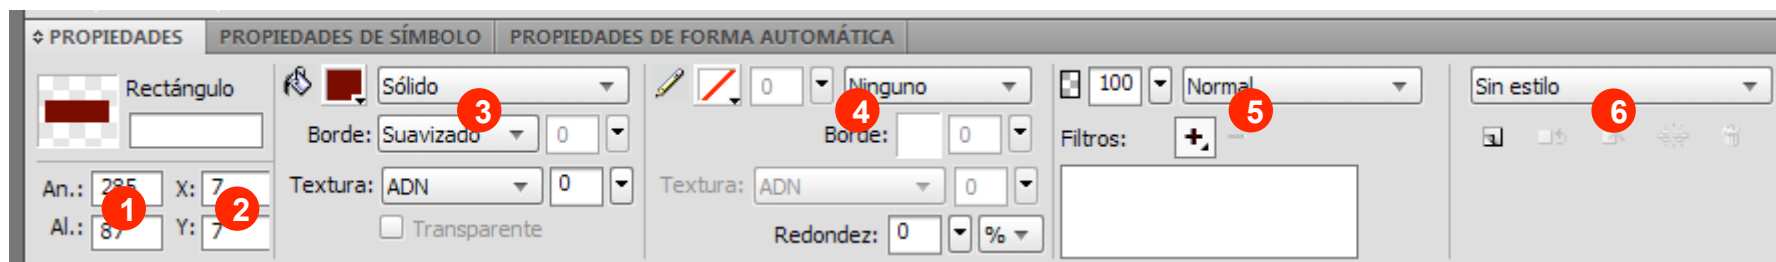 PROPIEDADES PROPIEDADES DE SÍMBOLO PROPIEDADES DE FORMA AUTOMÁTICA
Rectángulo Sólido 0 Ninguno 100 Normal Sin estilo
3 4 5 6
Borde: Suavizado 0 Borde: 0 Filtros:
An.: 285 X: 7 Textura: ADN 0 Textura: ADN 0
1 2
Al.: 87 Y: 7 Transparente Redondez: 0 %